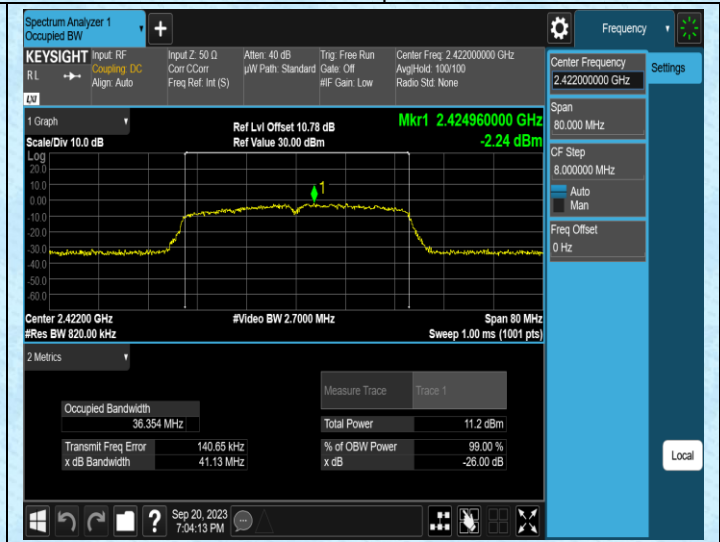 Spectrum Analyzer 1
Occupied BW
+
Frequency
KEYSIGHT
RL
LXI
Input: RF
Coupling: DC
Align: Auto
Input Z: 50 Ω
Corr CCorr
Freq Ref: Int (S)
Atten: 40 dB
µW Path: Standard
Trig: Free Run
Gate: Off
#IF Gain: Low
Center Freq: 2.422000000 GHz
Avg|Hold: 100/100
Radio Std: None
Center Frequency
2.422000000 GHz
Settings
Span
80.000 MHz
CF Step
8.000000 MHz
Auto
Man
Freq Offset
0 Hz
1 Graph
Scale/Div 10.0 dB
Ref Lvl Offset 10.78 dB
Ref Value 30.00 dBm
Mkr1 2.424960000 GHz
-2.24 dBm
Log
20.0
10.0
0.00
-10.0
-20.0
-30.0
-40.0
-50.0
-60.0
1
Center 2.42200 GHz
#Res BW 820.00 kHz
#Video BW 2.7000 MHz
Span 80 MHz
Sweep 1.00 ms (1001 pts)
2 Metrics
Measure Trace
Trace 1
Occupied Bandwidth
36.354 MHz
Total Power
11.2 dBm
Transmit Freq Error
140.65 kHz
% of OBW Power
99.00 %
x dB Bandwidth
41.13 MHz
x dB
-26.00 dB
Local
?
Sep 20, 2023
7:04:13 PM